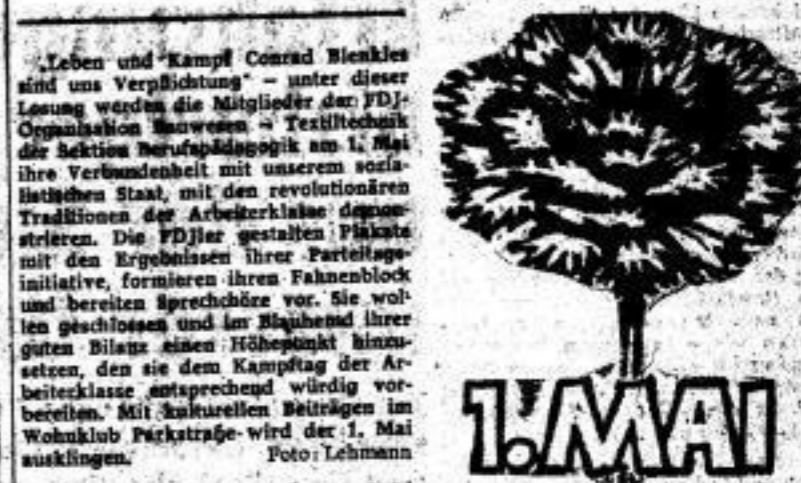 „Leben und Kampf Conrad Blenkles
sind uns Verpflichtung“ – unter dieser
Losung werden die Mitglieder der FDJ-
Organisation Bauwesen – Textiltechnik
der Sektion Berufspädagogik am 1. Mai
ihre Verbundenheit mit unserem sozia-
listischen Staat, mit den revolutionären
Traditionen der Arbeiterklasse demon-
strieren. Die FDJler gestalten Plakate
mit den Ergebnissen ihrer Parteitags-
initiative, formieren ihren Fahnenblock
und bereiten Sprechchöre vor. Sie wol-
len geschlossen und im Blauhemd ihrer
guten Bilanz einen Höhepunkt hinzu-
setzen, den sie dem Kampftag der Ar-
beiterklasse entsprechend würdig vor-
bereiten. Mit kulturellen Beiträgen im
Wohnklub Parkstraße wird der 1. Mai
ausklingen. Foto: Lehmann
1. MAI